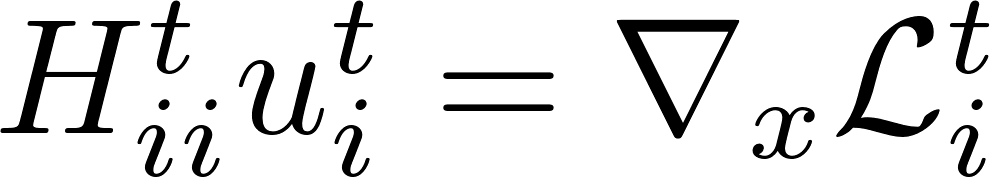 $H_{ii}^{t} u_{i}^{t} = \nabla_{x} \mathcal{L}_{i}^{t}$